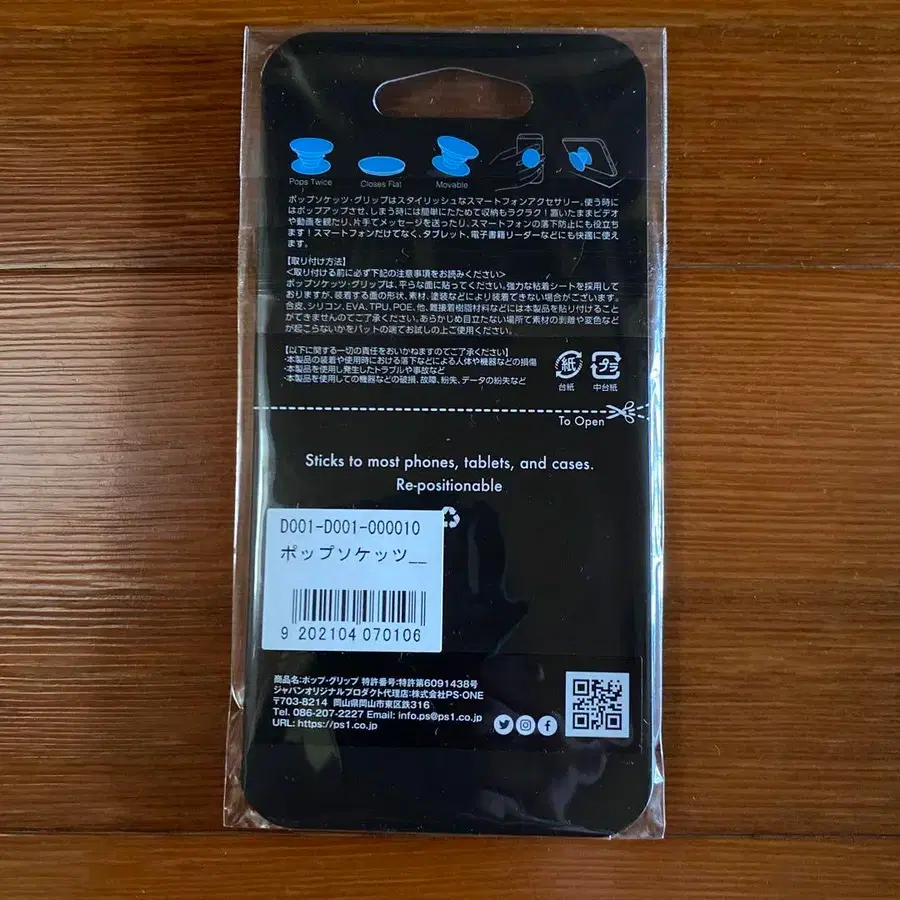 Pops Twice
Closes Flat
Movable
ポップソケッツ・グリップはスタイリッシュなスマートフォンアクセサリー。使う時に
はポップアップさせ、しまう時には簡単にたためて収納もラクラク！置いたままビデオ
や動画を観たり、片手でメッセージを送ったり、スマートフォンの落下防止にも役立ち
ます！スマートフォンだけでなく、タブレット、電子書籍リーダーなどにも快適に使え
ます。
【取り付け方法】
<取り付ける前に必ず下記の注意事項をお読みください>
ポップソケッツ・グリップは、平らな面に貼ってください。強力な粘着シートを採用して
おりますが、装着する面の形状、素材、塗装などにより装着できない場合がございます。
合皮、シリコン、EVA、TPU、POE、他、難接着樹脂材料などには本製品を貼り付けること
ができませんのでご了承ください。あらかじめ目立たない場所で素材の剥離や変色など
が起こらないかをパットの端でお試しの上ご使用ください。
【以下に関する一切の責任をおいかねますのでご了承ください】
・本製品の装着や使用時における落下などによる人体や機器などの損傷
・本製品を使用し発生したトラブルや事故など
・本製品を使用しての機器などの破損、故障、紛失、データの紛失など
紙
プラ
台紙
中台紙
To Open
Sticks to most phones, tablets, and cases.
Re-positionable
D001-D001-000010
ポップソケッツ__
9 202104 070106
商品名:ポップ・グリップ 特許番号:特許第6091438号
ジャパンオリジナルプロダクト代理店:株式会社PS-ONE
〒703-8214 岡山県岡山市東区鉄316
Tel. 086-207-2227 Email: info.ps@ps1.co.jp
URL: https://ps1.co.jp